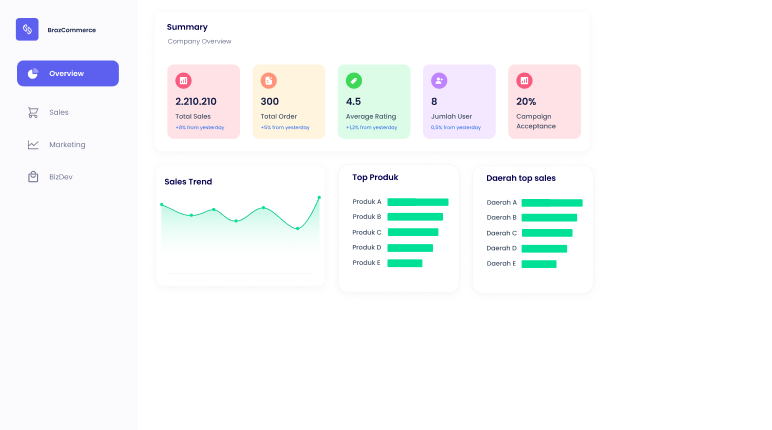 BrazCommerce
Overview
Sales
Marketing
BizDev
Summary
Company Overview
2.210.210
Total Sales
+8% from yesterday
300
Total Order
+5% from yesterday
4.5
Average Rating
+1,2% from yesterday
8
Jumlah User
0,5% from yesterday
20%
Campaign
Acceptance
Sales Trend
Top Produk
Produk A
Produk B
Produk C
Produk D
Produk E
Daerah top sales
Daerah A
Daerah B
Daerah C
Daerah D
Daerah E